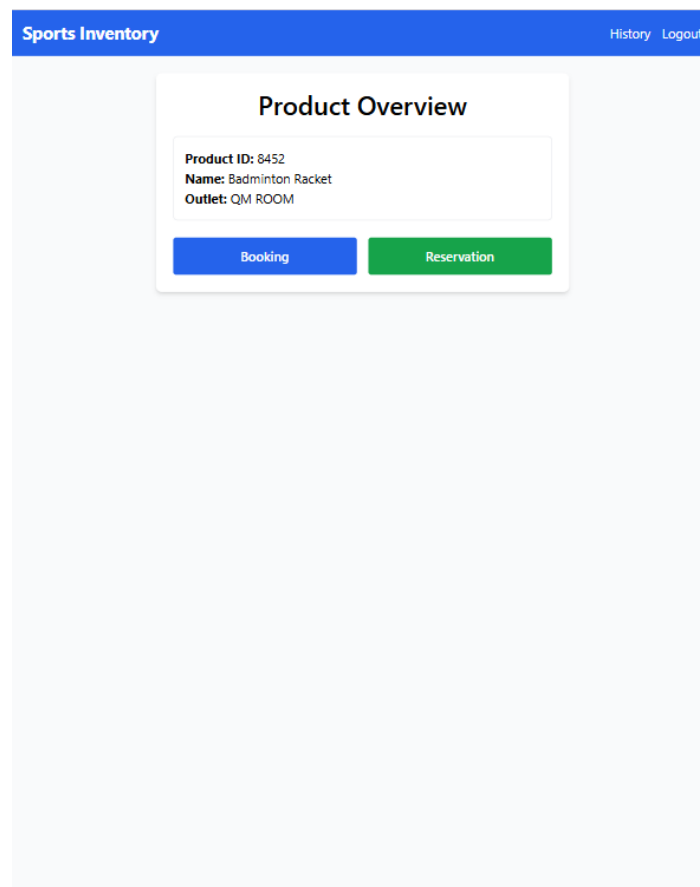 Sports Inventory
History Logout
Product Overview
Product ID: 8452
Name: Badminton Racket
Outlet: QM ROOM
Booking
Reservation